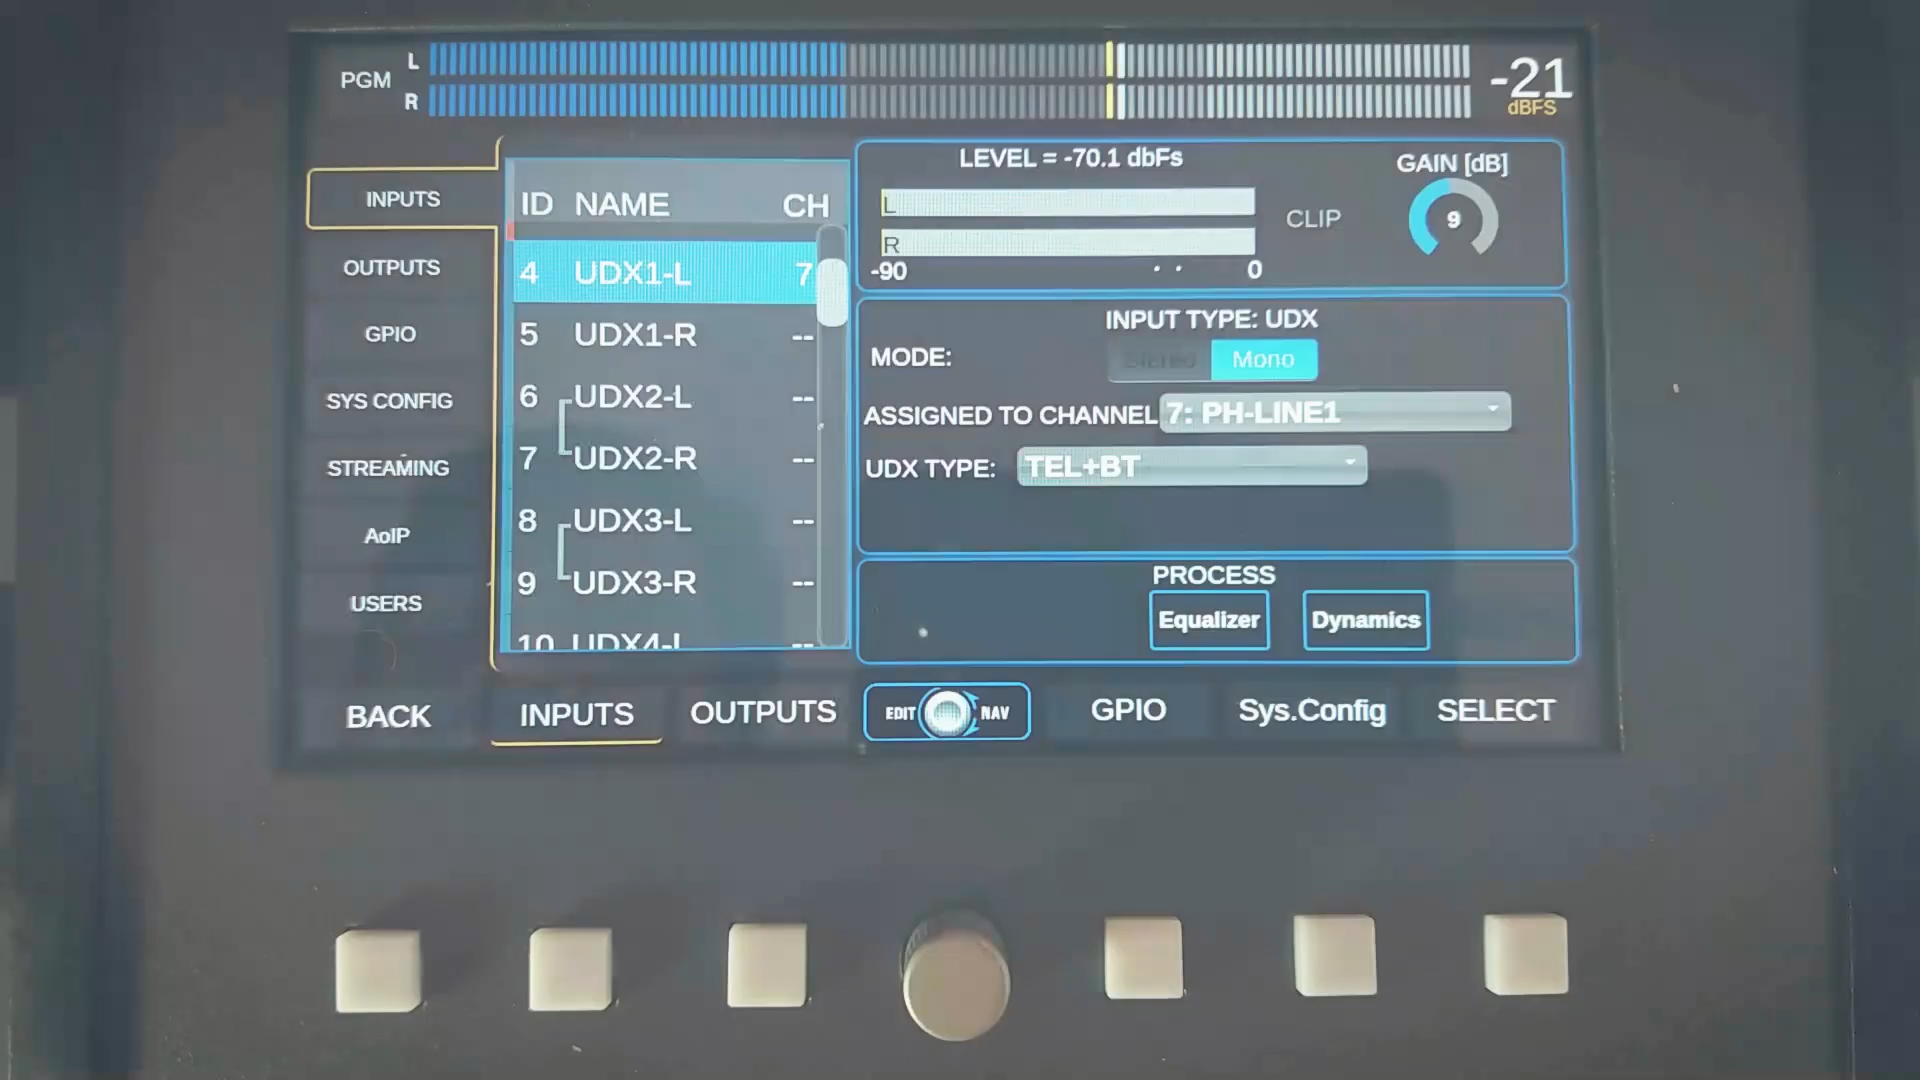 PGM
L
R
-21
dBFS
INPUTS
OUTPUTS
GPIO
SYS CONFIG
STREAMING
AoIP
USERS
ID NAME CH
4 UDX1-L 7
5 UDX1-R --
6 UDX2-L --
7 UDX2-R --
8 UDX3-L --
9 UDX3-R --
10 UDX4-L --
LEVEL = -70.1 dbFs
L
R
-90
0
CLIP
GAIN [dB]
9
INPUT TYPE: UDX
MODE: Stereo Mono
ASSIGNED TO CHANNEL 7: PH-LINE1
UDX TYPE: TEL+BT
PROCESS
Equalizer Dynamics
BACK INPUTS OUTPUTS EDIT NAV GPIO Sys.Config SELECT